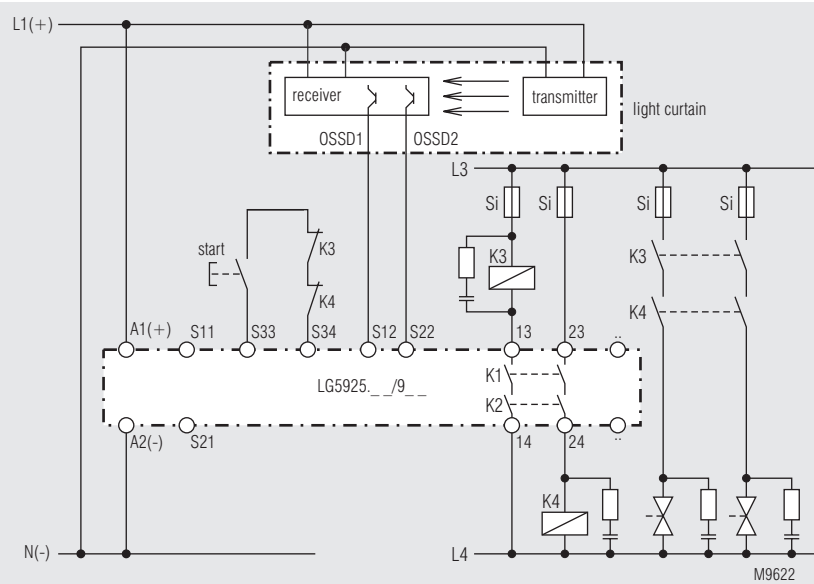 L1(+)
receiver
transmitter
light curtain
OSSD1
OSSD2
L3
Si
Si
Si
Si
start
K3
K3
K3
K4
K4
A1(+)
S11
S33
S34
S12
S22
13
23
..
K1
LG5925._ _/9_ _
K2
A2(-)
S21
14
24
..
K4
N(-)
L4
M9622